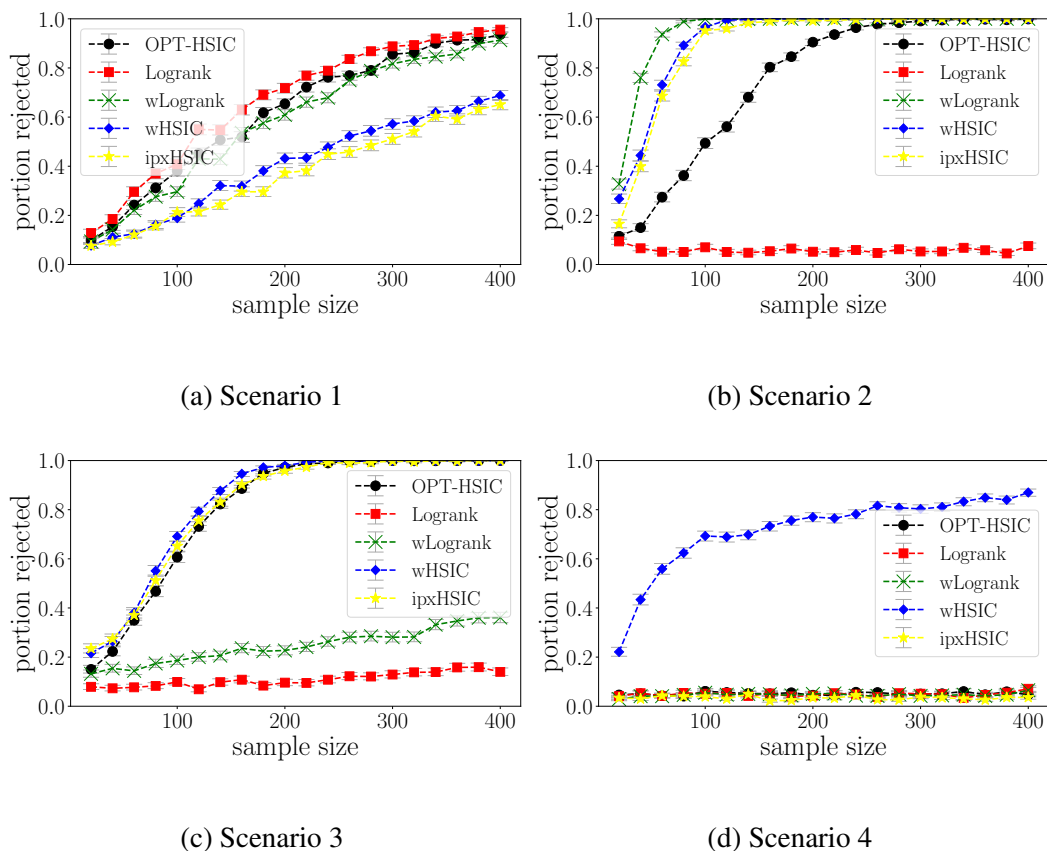 1.0
0.8
0.6
0.4
0.2
0.0
portion rejected
OPT-HSIC
Logrank
wLogrank
wHSIC
ipxHSIC
100 200 300 400
sample size
(a) Scenario 1
1.0
0.8
0.6
0.4
0.2
0.0
portion rejected
OPT-HSIC
Logrank
wLogrank
wHSIC
ipxHSIC
100 200 300 400
sample size
(b) Scenario 2
1.0
0.8
0.6
0.4
0.2
0.0
portion rejected
OPT-HSIC
Logrank
wLogrank
wHSIC
ipxHSIC
100 200 300 400
sample size
(c) Scenario 3
1.0
0.8
0.6
0.4
0.2
0.0
portion rejected
OPT-HSIC
Logrank
wLogrank
wHSIC
ipxHSIC
100 200 300 400
sample size
(d) Scenario 4